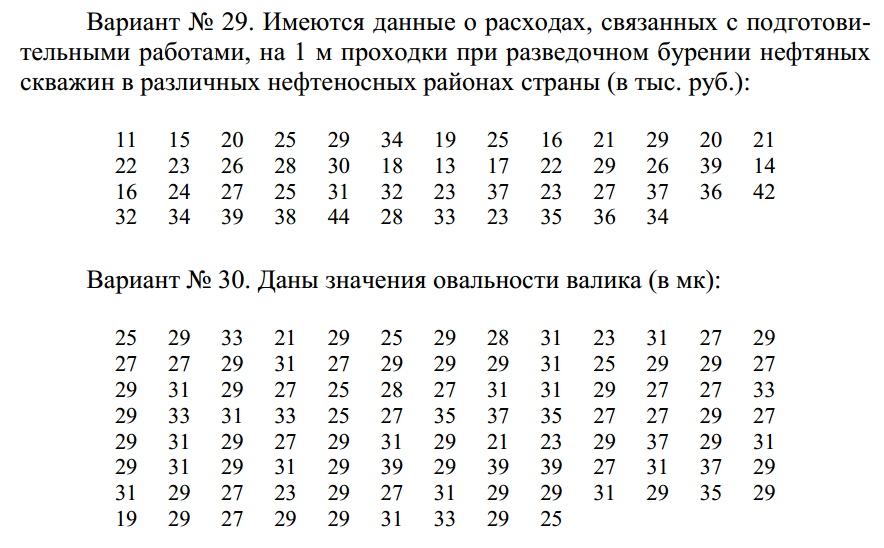 Вариант № 29. Имеются данные о расходах, связанных с подготови-
тельными работами, на 1 м проходки при разведочном бурении нефтяных
скважин в различных нефтеносных районах страны (в тыс. руб.):
11 15 20 25 29 34 19 25 16 21 29 20 21
22 23 26 28 30 18 13 17 22 29 26 39 14
16 24 27 25 31 32 23 37 23 27 37 36 42
32 34 39 38 44 28 33 23 35 36 34
Вариант № 30. Даны значения овальности валика (в мк):
25 29 33 21 29 25 29 28 31 23 31 27 29
27 27 29 31 27 29 29 29 31 25 29 29 27
29 31 29 27 25 28 27 31 31 29 27 27 33
29 33 31 33 25 27 35 37 35 27 27 29 27
29 31 29 27 29 31 29 21 23 29 37 29 31
29 31 29 31 29 39 29 39 39 27 31 37 29
31 29 27 23 29 27 31 29 29 31 29 35 29
19 29 27 29 29 31 33 29 25